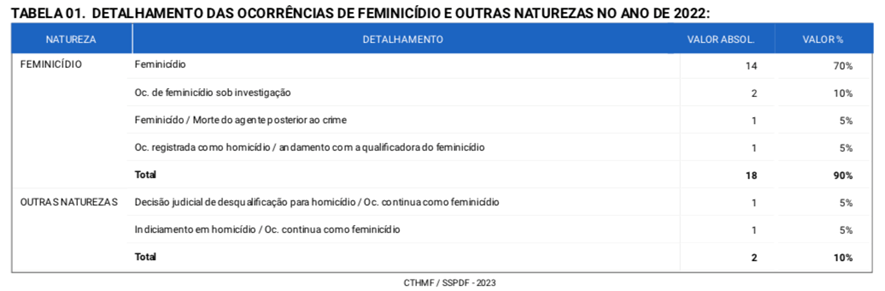 TABELA 01. DETALHAMENTO DAS OCORRÊNCIAS DE FEMINICÍDIO E OUTRAS NATUREZAS NO ANO DE 2022:
NATUREZA DETALHAMENTO VALOR ABSOL. VALOR %
FEMINICÍDIO Feminicídio 14 70%
Oc. de feminicídio sob investigação 2 10%
Feminicído / Morte do agente posterior ao crime 1 5%
Oc. registrada como homicídio / andamento com a qualificadora do feminicídio 1 5%
Total 18 90%
OUTRAS NATUREZAS Decisão judicial de desqualificação para homicídio / Oc. continua como feminicídio 1 5%
Indiciamento em homicídio / Oc. continua como feminicídio 1 5%
Total 2 10%
CTHMF / SSPDF - 2023